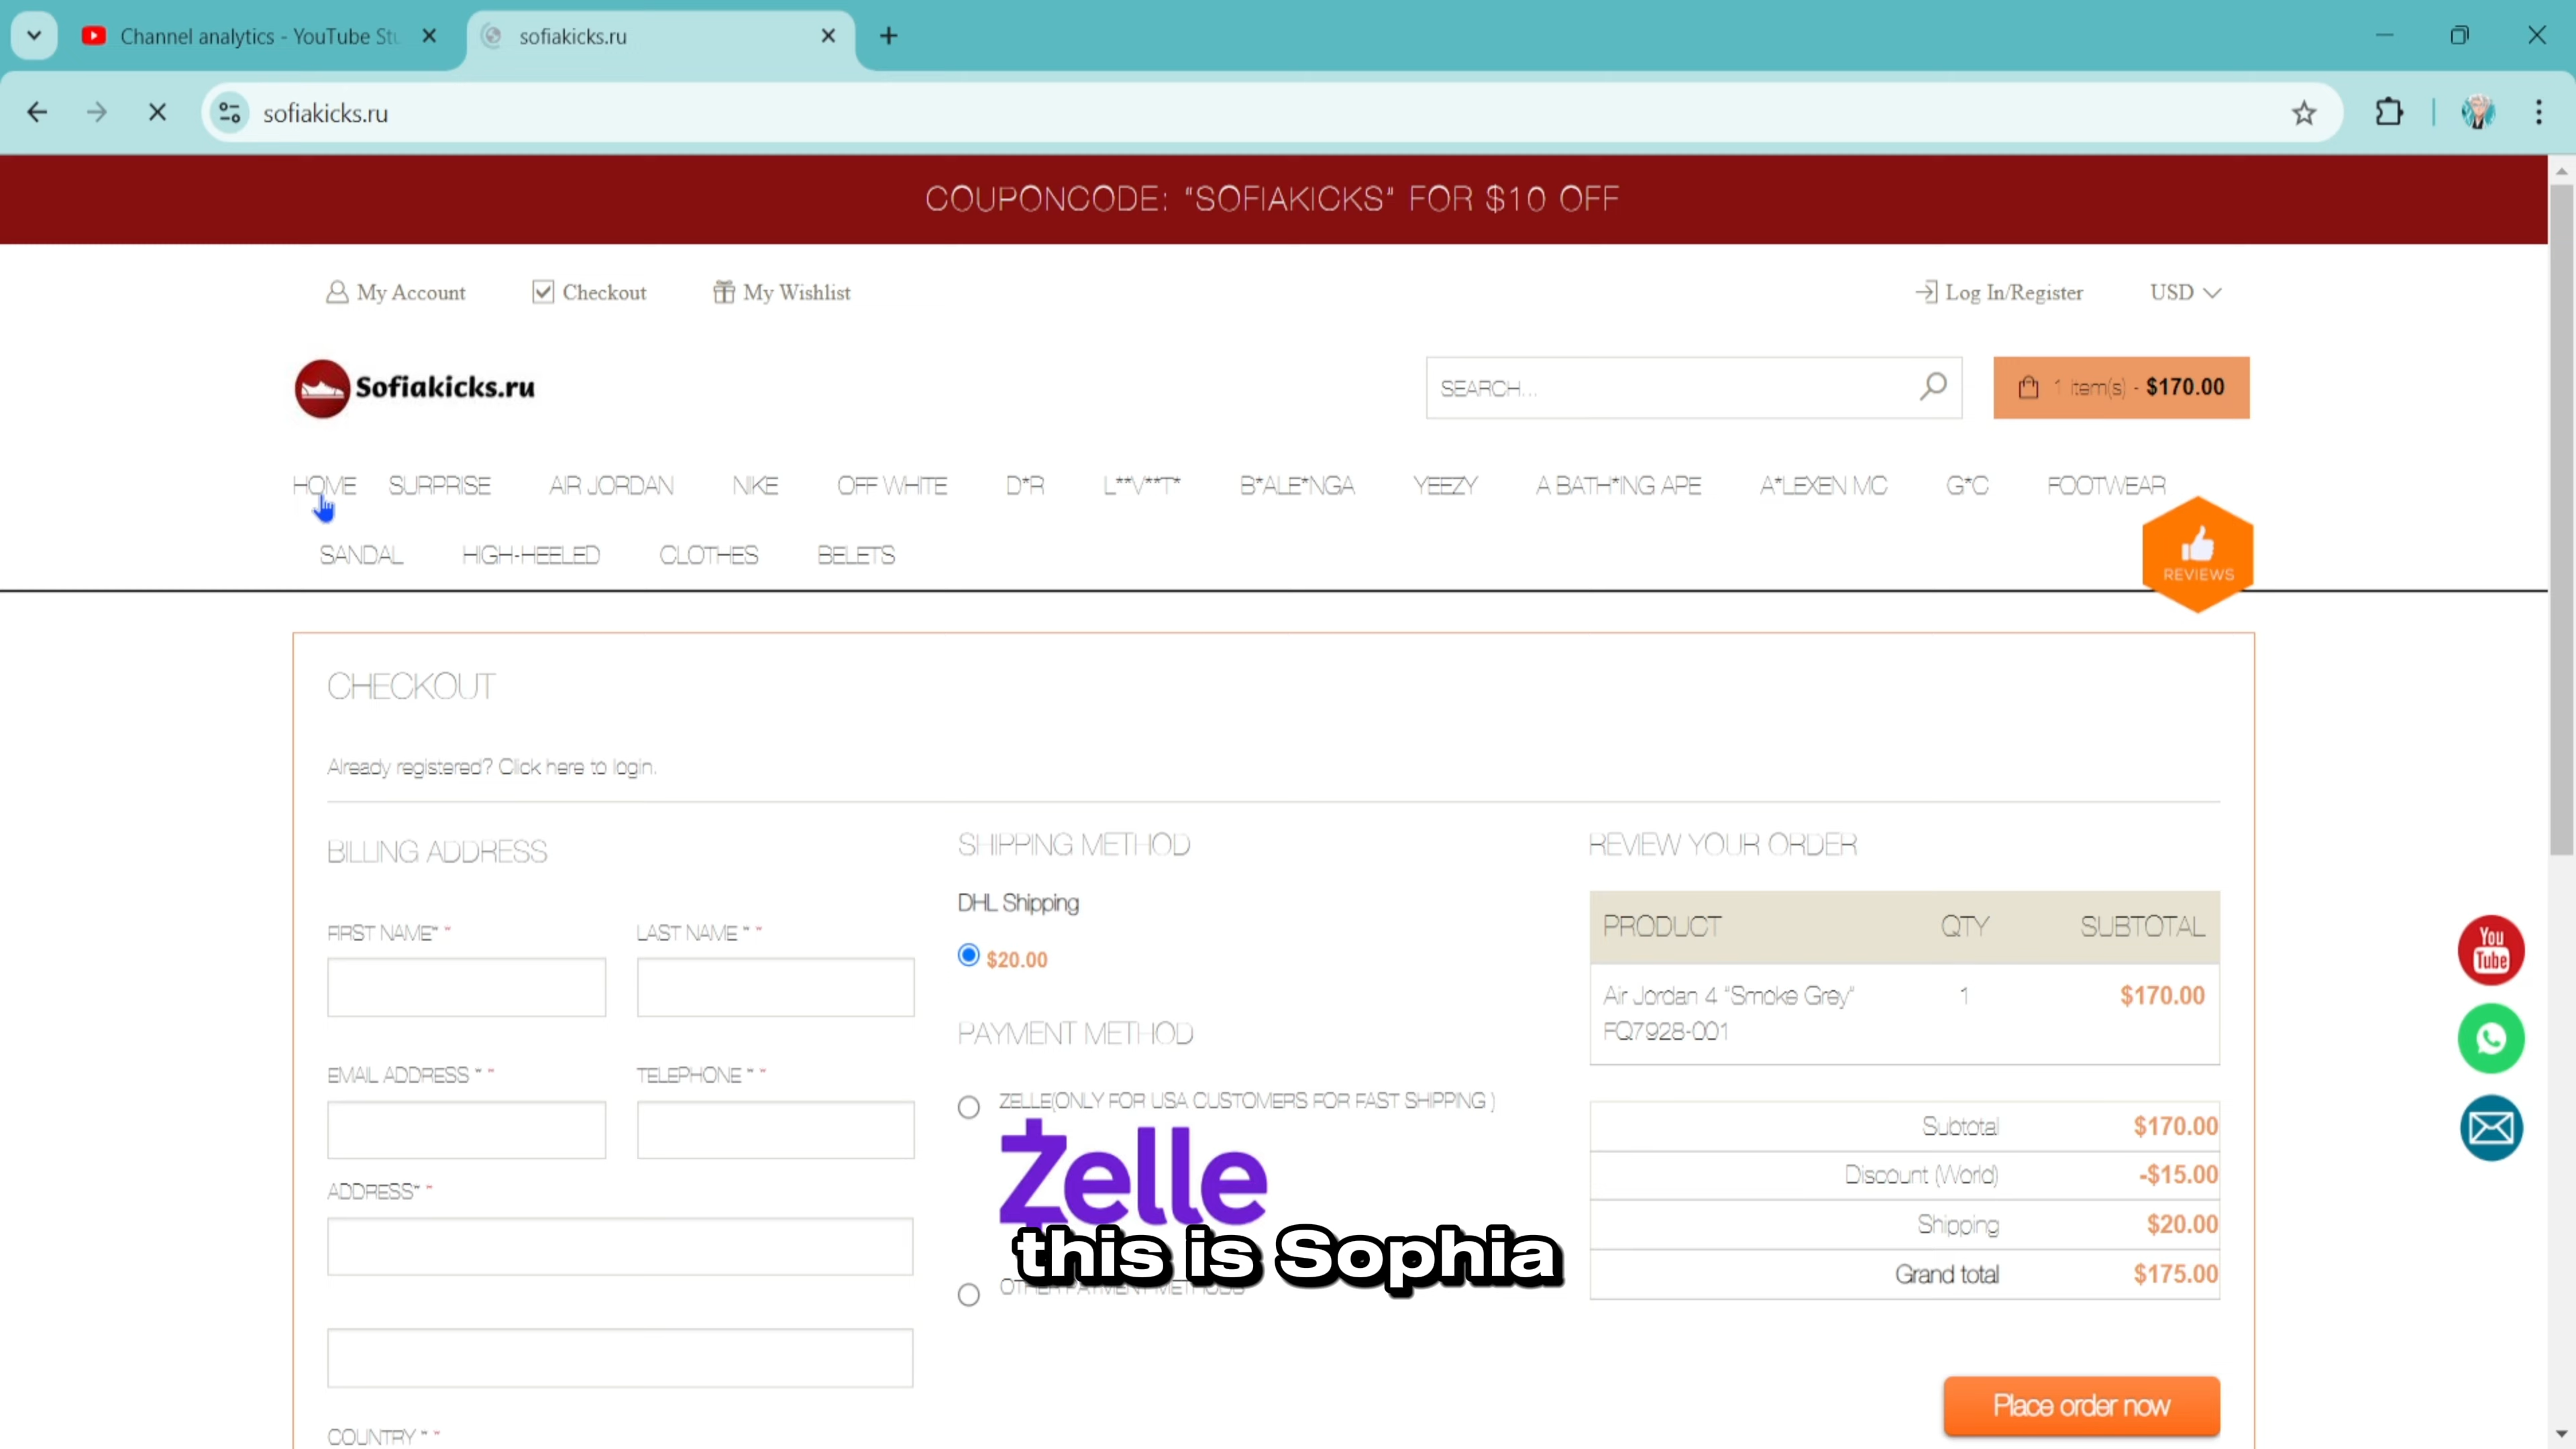 Channel analytics - YouTube Stu
sofiakicks.ru
sofiakicks.ru
COUPONCODE: "SOFIAKICKS" FOR $10 OFF
My Account Checkout My Wishlist Log In/Register USD
Sofiakicks.ru
SEARCH...
1 item(s) - $170.00
HOME SURPRISE AIR JORDAN NIKE OFF WHITE D*R L**V**T* B*ALE*NGA YEEZY A BATH*ING APE A*LEXEN MC G*C FOOTWEAR
SANDAL HIGH-HEELED CLOTHES BELETS
REVIEWS
CHECKOUT
Already registered? Click here to login.
BILLING ADDRESS
FIRST NAME* * LAST NAME * *
EMAIL ADDRESS * * TELEPHONE * *
ADDRESS* *
COUNTRY * *
SHIPPING METHOD
DHL Shipping
$20.00
PAYMENT METHOD
ZELLE(ONLY FOR USA CUSTOMERS FOR FAST SHIPPING )
Zelle
this is Sophia
OTHER PAYMENT METHODS
REVIEW YOUR ORDER
PRODUCT QTY SUBTOTAL
Air Jordan 4 "Smoke Grey" 1 $170.00
FQ7928-001
Subtotal $170.00
Discount (World) -$15.00
Shipping $20.00
Grand total $175.00
Place order now
You
Tube